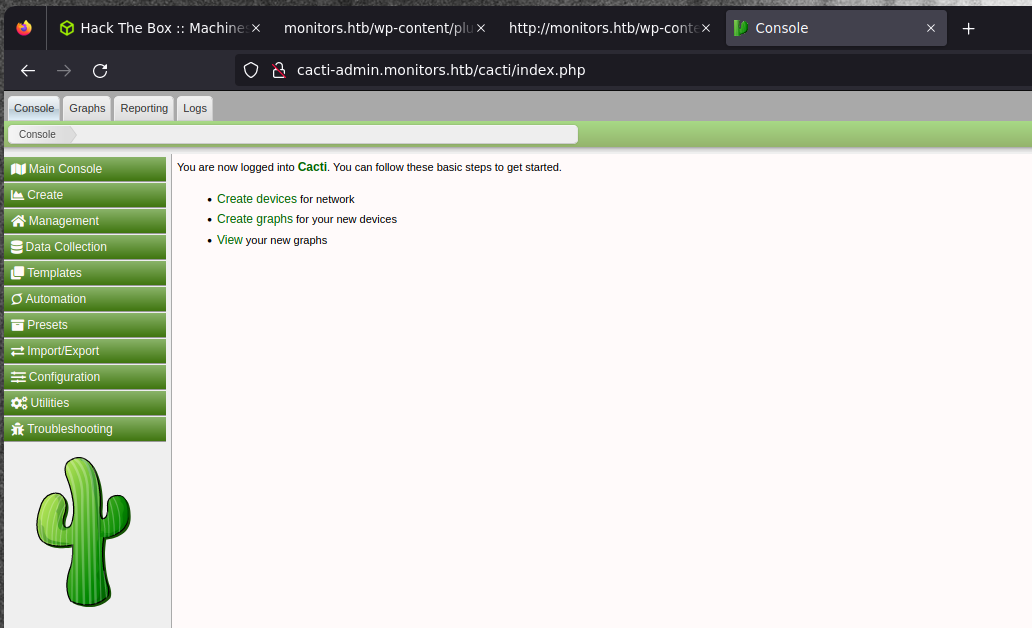 Hack The Box :: Machines
monitors.htb/wp-content/plu
http://monitors.htb/wp-conte
Console
cacti-admin.monitors.htb/cacti/index.php
Console
Graphs
Reporting
Logs
Console
Main Console
Create
Management
Data Collection
Templates
Automation
Presets
Import/Export
Configuration
Utilities
Troubleshooting
You are now logged into Cacti. You can follow these basic steps to get started.
• Create devices for network
• Create graphs for your new devices
• View your new graphs